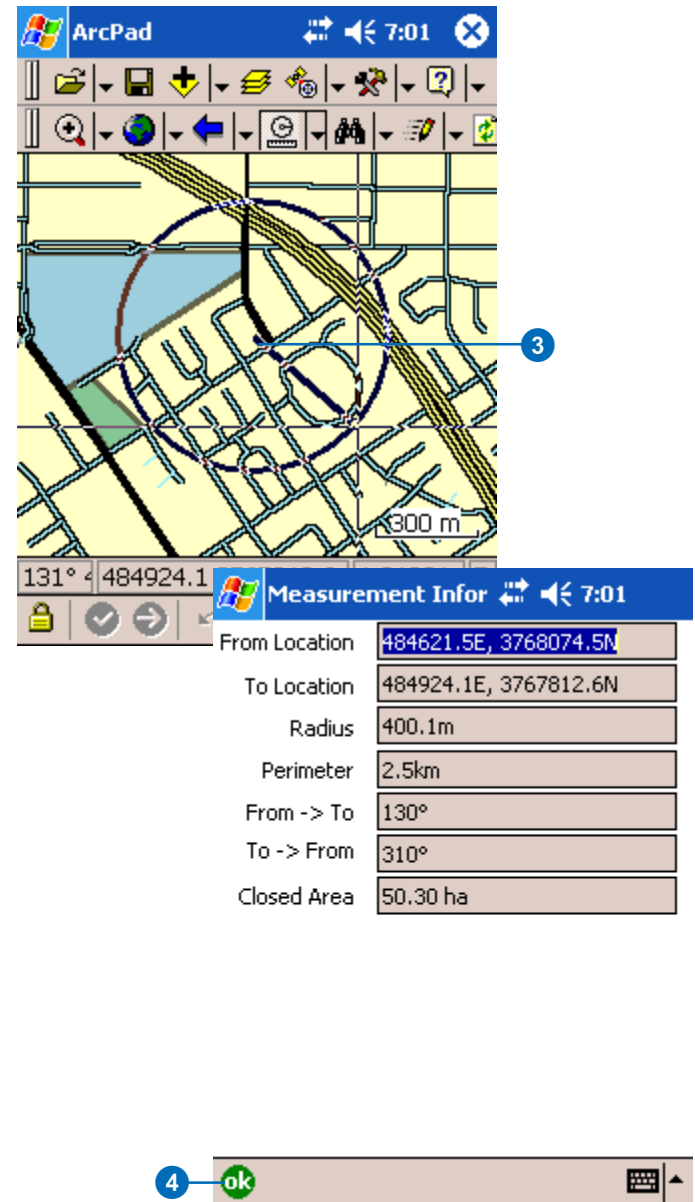 ArcPad 7:01
3
300 m
131° 484924.1
Measurement Infor 7:01
From Location 484621.5E, 3768074.5N
To Location 484924.1E, 3767812.6N
Radius 400.1m
Perimeter 2.5km
From -> To 130°
To -> From 310°
Closed Area 50.30 ha
4 ok